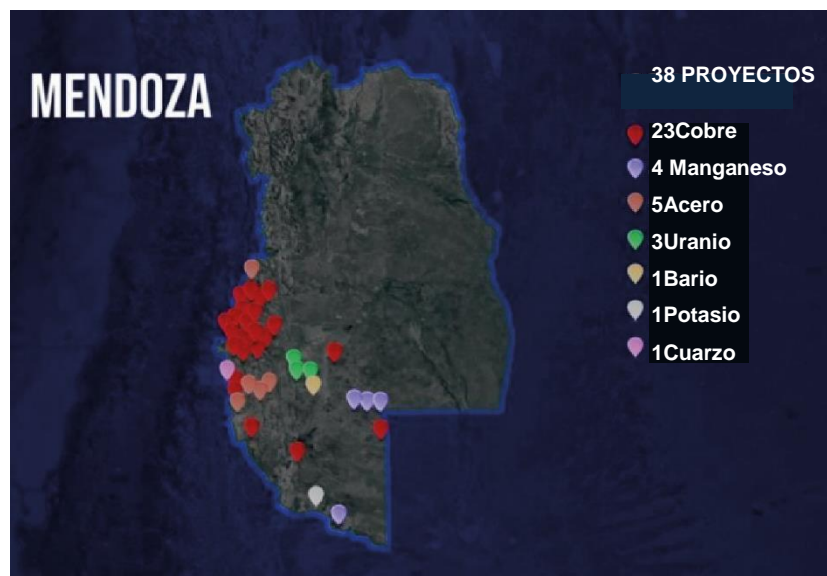 MENDOZA
38 PROYECTOS
23Cobre
4 Manganeso
5Acero
3Uranio
1Bario
1Potasio
1Cuarzo